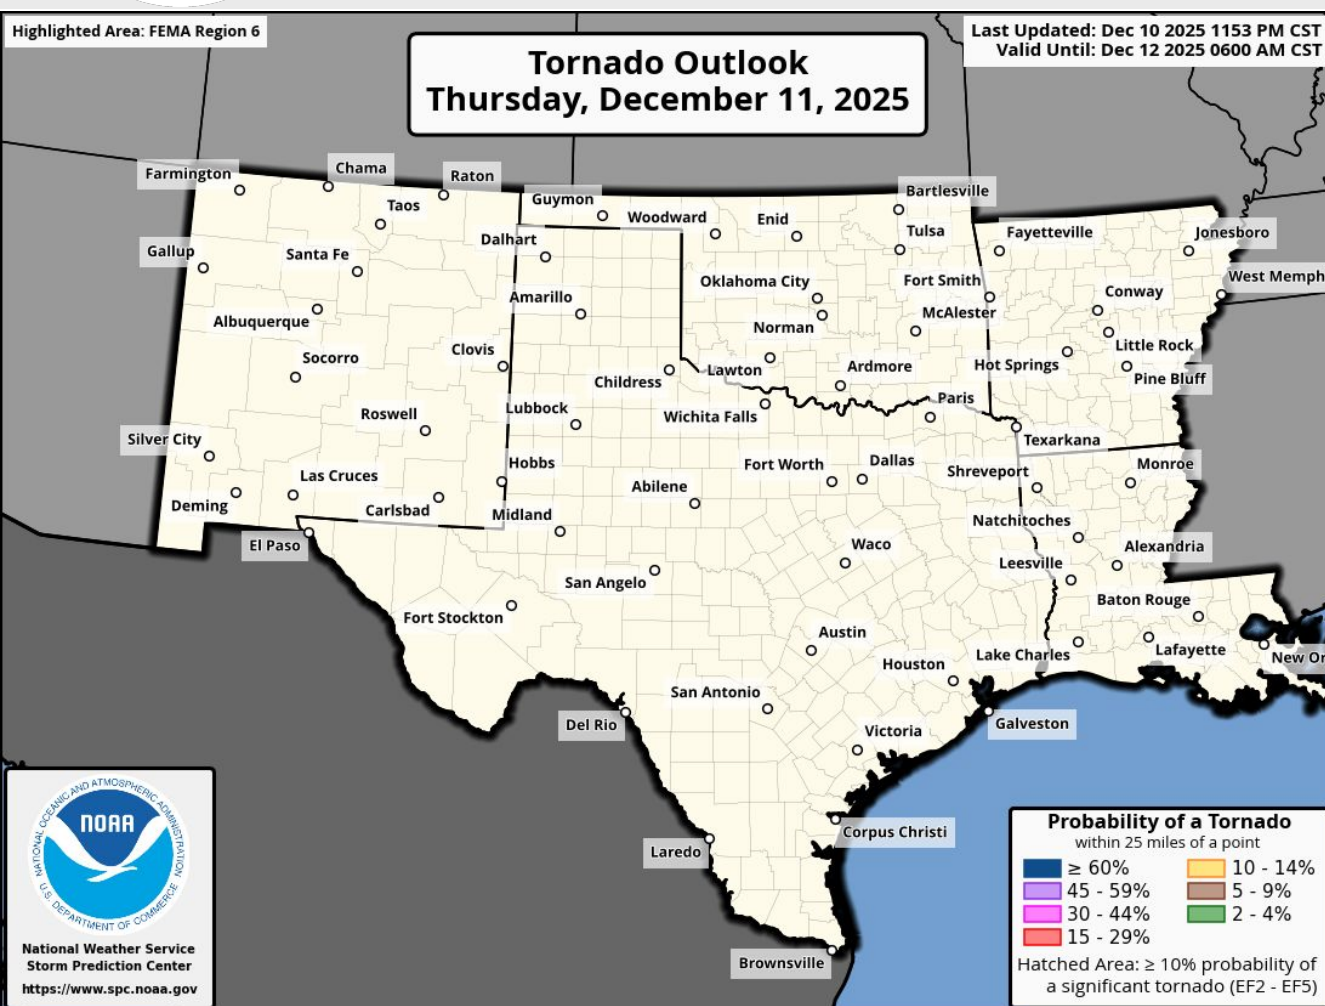 Highlighted Area: FEMA Region 6
Last Updated: Dec 10 2025 1153 PM CST
Valid Until: Dec 12 2025 0600 AM CST
Tornado Outlook
Thursday, December 11, 2025
Farmington
Chama
Raton
Taos
Guymon
Woodward
Enid
Bartlesville
Tulsa
Fayetteville
Jonesboro
Gallup
Santa Fe
Dalhart
Oklahoma City
Fort Smith
West Memph
Albuquerque
Amarillo
Norman
McAlester
Conway
Little Rock
Socorro
Clovis
Childress
Lawton
Ardmore
Hot Springs
Pine Bluff
Roswell
Lubbock
Wichita Falls
Paris
Texarkana
Silver City
Las Cruces
Hobbs
Abilene
Fort Worth
Dallas
Shreveport
Monroe
Deming
Carlsbad
Midland
Natchitoches
El Paso
San Angelo
Waco
Leesville
Alexandria
Fort Stockton
Austin
Baton Rouge
Houston
Lake Charles
Lafayette
New Or
San Antonio
Del Rio
Victoria
Galveston
Laredo
Corpus Christi
Brownsville
NATIONAL OCEANIC AND ATMOSPHERIC ADMINISTRATION
NOAA
U.S. DEPARTMENT OF COMMERCE
National Weather Service
Storm Prediction Center
https://www.spc.noaa.gov
Probability of a Tornado
within 25 miles of a point
≥ 60%
45 - 59%
30 - 44%
15 - 29%
10 - 14%
5 - 9%
2 - 4%
Hatched Area: ≥ 10% probability of
a significant tornado (EF2 - EF5)